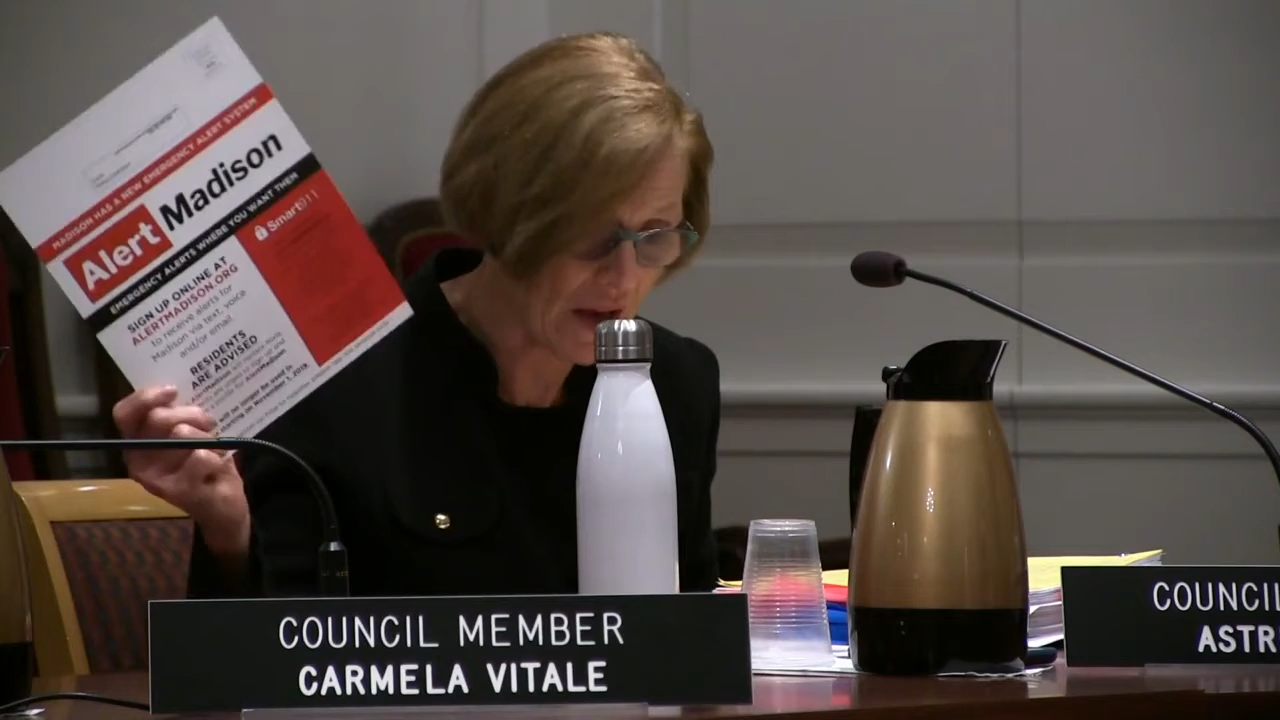 MADISON HAS A NEW EMERGENCY ALERT SYSTEM
Alert Madison
EMERGENCY ALERTS WHERE YOU WANT THEM
Smart911
SIGN UP ONLINE AT
ALERTMADISON.ORG
to receive alerts for
Madison via text, voice
and/or email.
RESIDENTS
ARE ADVISED
COUNCIL MEMBER
CARMELA VITALE
COUNCIL
ASTR